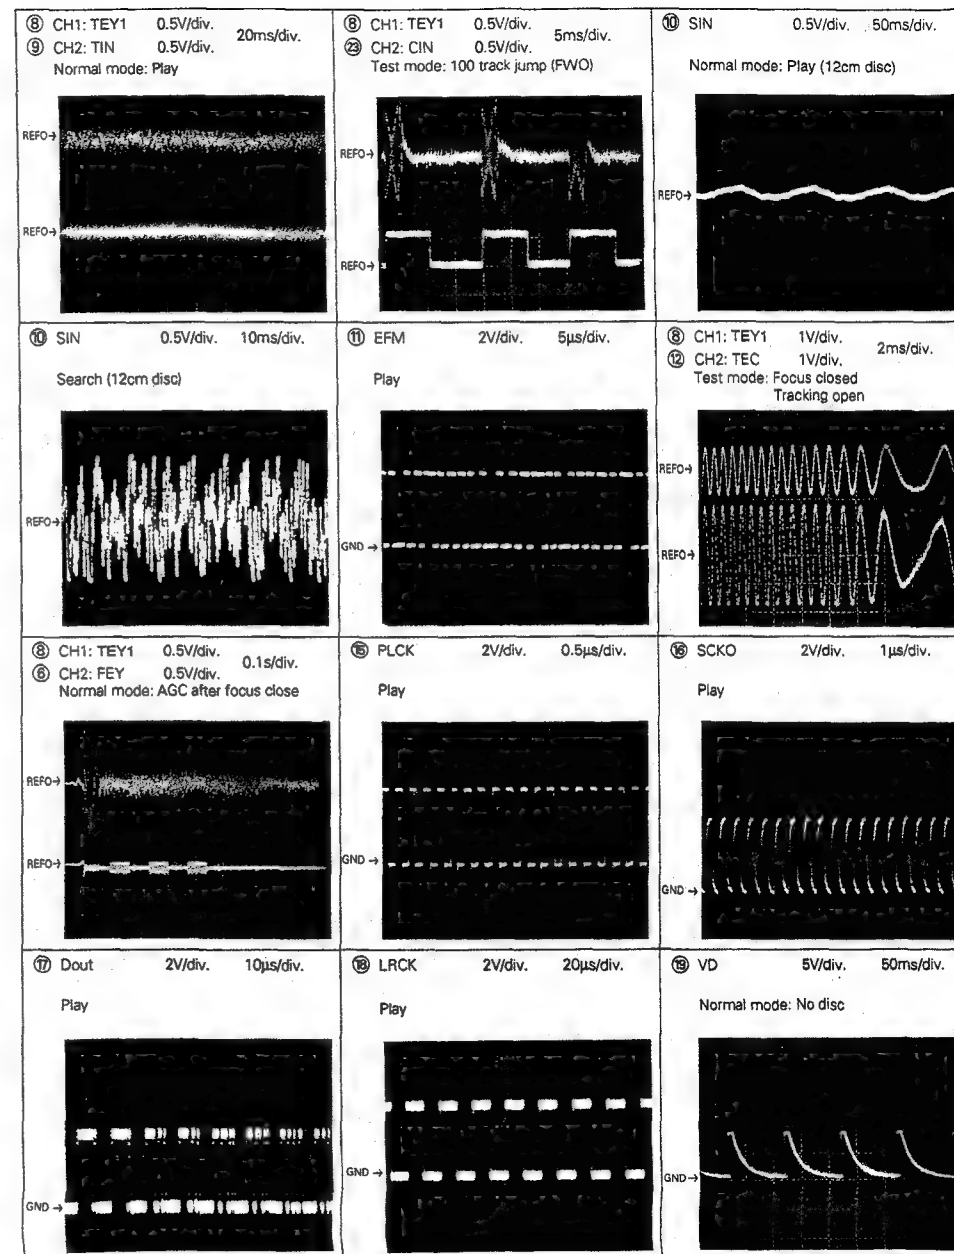 ⑧ CH1: TEY1 0.5V/div. 20ms/div.
⑨ CH2: TIN 0.5V/div.
Normal mode: Play
REFO→
REFO→
⑧ CH1: TEY1 0.5V/div. 5ms/div.
㉓ CH2: CIN 0.5V/div.
Test mode: 100 track jump (FWO)
REFO→
REFO→
⑩ SIN 0.5V/div. 50ms/div.
Normal mode: Play (12cm disc)
REFO→
⑩ SIN 0.5V/div. 10ms/div.
Search (12cm disc)
REFO→
⑪ EFM 2V/div. 5µs/div.
Play
GND →
⑧ CH1: TEY1 1V/div. 2ms/div.
⑫ CH2: TEC 1V/div.
Test mode: Focus closed
Tracking open
REFO→
REFO→
⑧ CH1: TEY1 0.5V/div. 0.1s/div.
⑥ CH2: FEY 0.5V/div.
Normal mode: AGC after focus close
REFO→
REFO→
⑮ PLCK 2V/div. 0.5µs/div.
Play
GND →
⑯ SCKO 2V/div. 1µs/div.
Play
GND →
⑰ Dout 2V/div. 10µs/div.
Play
GND →
⑱ LRCK 2V/div. 20µs/div.
Play
GND →
⑲ VD 5V/div. 50ms/div.
Normal mode: No disc
GND→